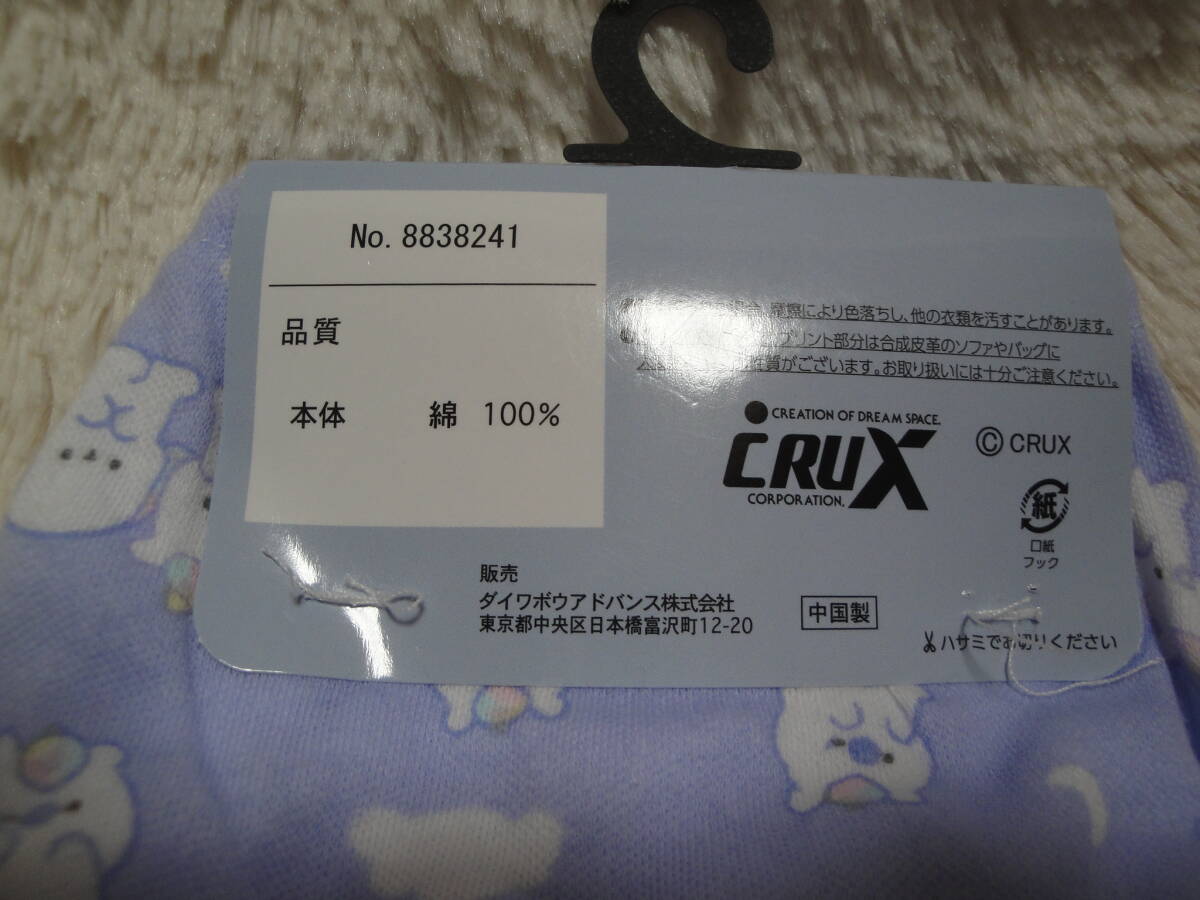 No. 8838241
品質
本体 綿 100%
摩擦により色落ちし、他の衣類を汚すことがあります。
プリント部分は合成皮革のソファやバッグに
性質がございます。お取り扱いには十分ご注意ください。
CREATION OF DREAM SPACE.
CRUX
CORPORATION.
© CRUX
紙
口紙
フック
販売
ダイワボウアドバンス株式会社
東京都中央区日本橋富沢町12-20
中国製
ハサミでお切りください